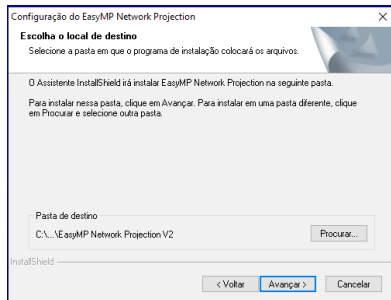 Configuração do EasyMP Network Projection
Escolha o local de destino
Selecione a pasta em que o programa de instalação colocará os arquivos.
O Assistente InstallShield irá instalar EasyMP Network Projection na seguinte pasta.
Para instalar nessa pasta, clique em Avançar. Para instalar em uma pasta diferente, clique
em Procurar e selecione outra pasta.
Pasta de destino
C:\...\EasyMP Network Projection V2
Procurar...
InstallShield
< Voltar
Avançar >
Cancelar